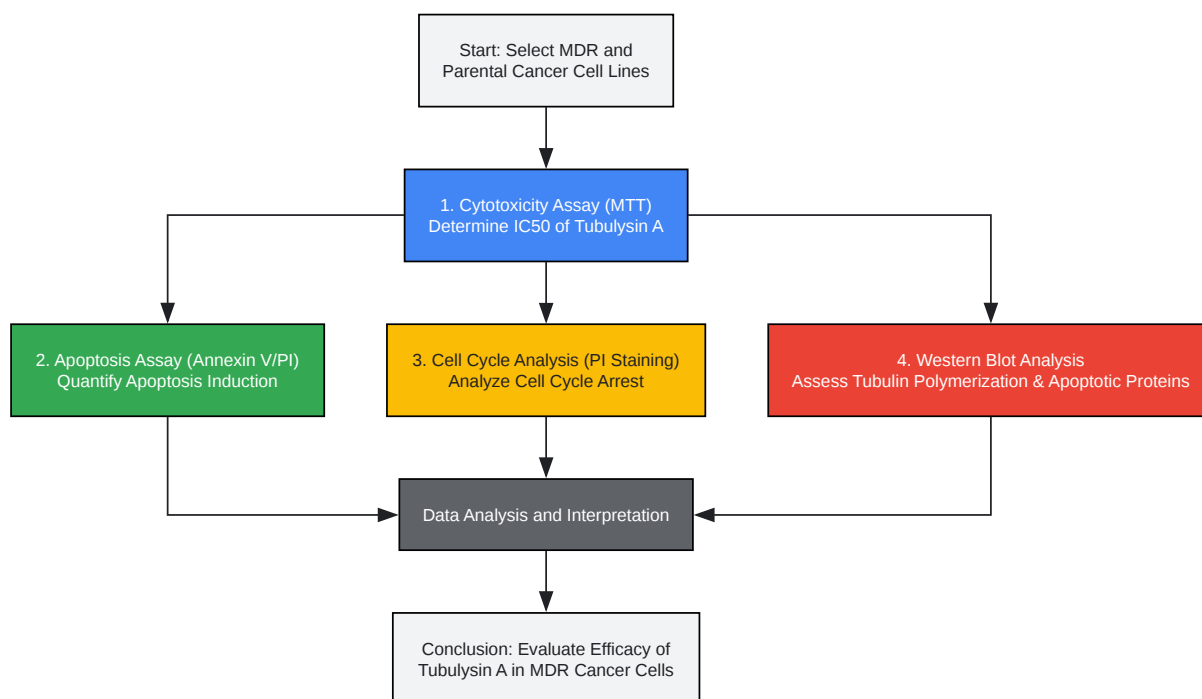 Start: Select MDR and
Parental Cancer Cell Lines
1. Cytotoxicity Assay (MTT)
Determine IC50 of Tubulysin A
2. Apoptosis Assay (Annexin V/PI)
Quantify Apoptosis Induction
3. Cell Cycle Analysis (PI Staining)
Analyze Cell Cycle Arrest
4. Western Blot Analysis
Assess Tubulin Polymerization & Apoptotic Proteins
Data Analysis and Interpretation
Conclusion: Evaluate Efficacy of
Tubulysin A in MDR Cancer Cells